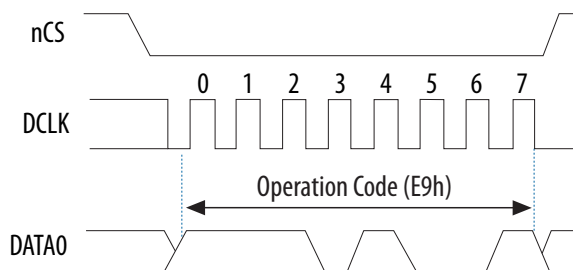 nCS
0 1 2 3 4 5 6 7
DCLK
Operation Code (E9h)
DATA0